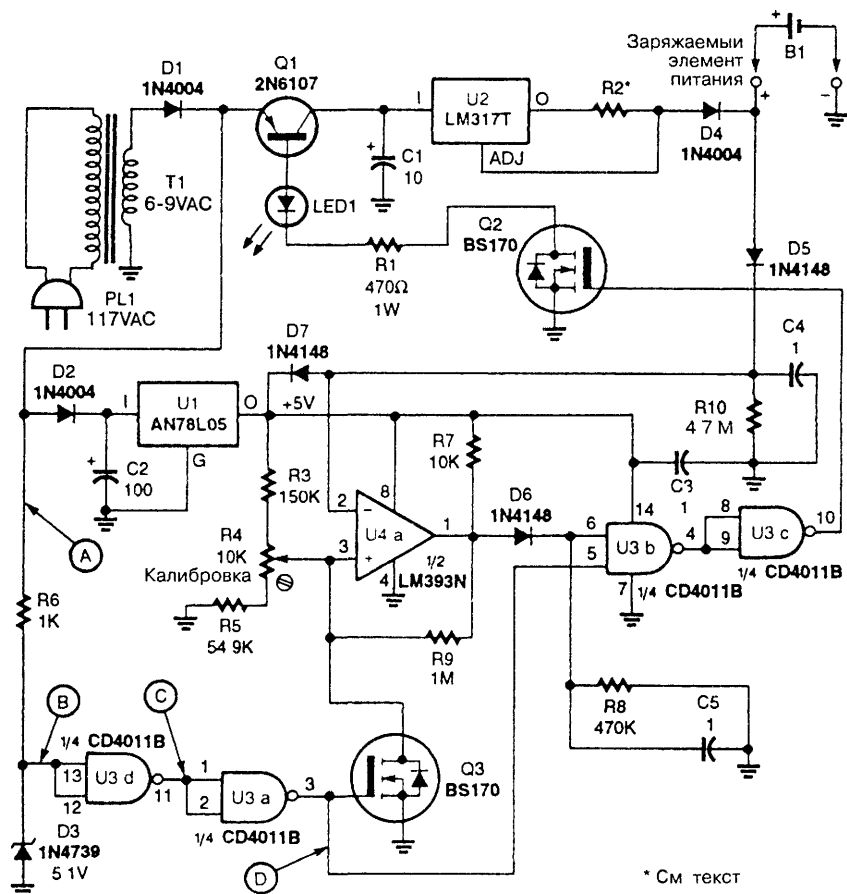 D1
1N4004
Q1
2N6107
U2
LM317T
I
O
ADJ
R2*
D4
1N4004
Заряжаемый
элемент
питания
+
B1
+
−
T1
6-9VAC
+
C1
10
LED1
R1
470Ω
1W
Q2
BS170
D5
1N4148
PL1
117VAC
D2
1N4004
I
U1
AN78L05
O
G
+5V
D7
1N4148
+
C2
100
C4
1
R10
4 7 M
C3
1
R3
150K
R4
10K
Калибровка
R5
54 9K
2
−
8
U4 a
3
+
4
1
1/2
LM393N
R7
10K
D6
1N4148
R9
1M
6
5
14
U3 b
4
7
1/4 CD4011B
8
9
U3 c
10
1/4 CD4011B
A
R6
1K
B
C
1/4 CD4011B
13
12
U3 d
11
1
2
U3 a
3
1/4 CD4011B
D3
1N4739
5 1V
D
Q3
BS170
R8
470K
C5
1
* См текст